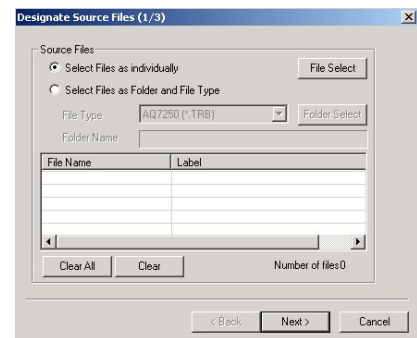 Designate Source Files (1/3)
Source Files
Select Files as individually
File Select
Select Files as Folder and File Type
File Type
AQ7250 (*.TRB)
Folder Select
Folder Name
File Name Label
Clear All Clear Number of files0
< Back Next > Cancel